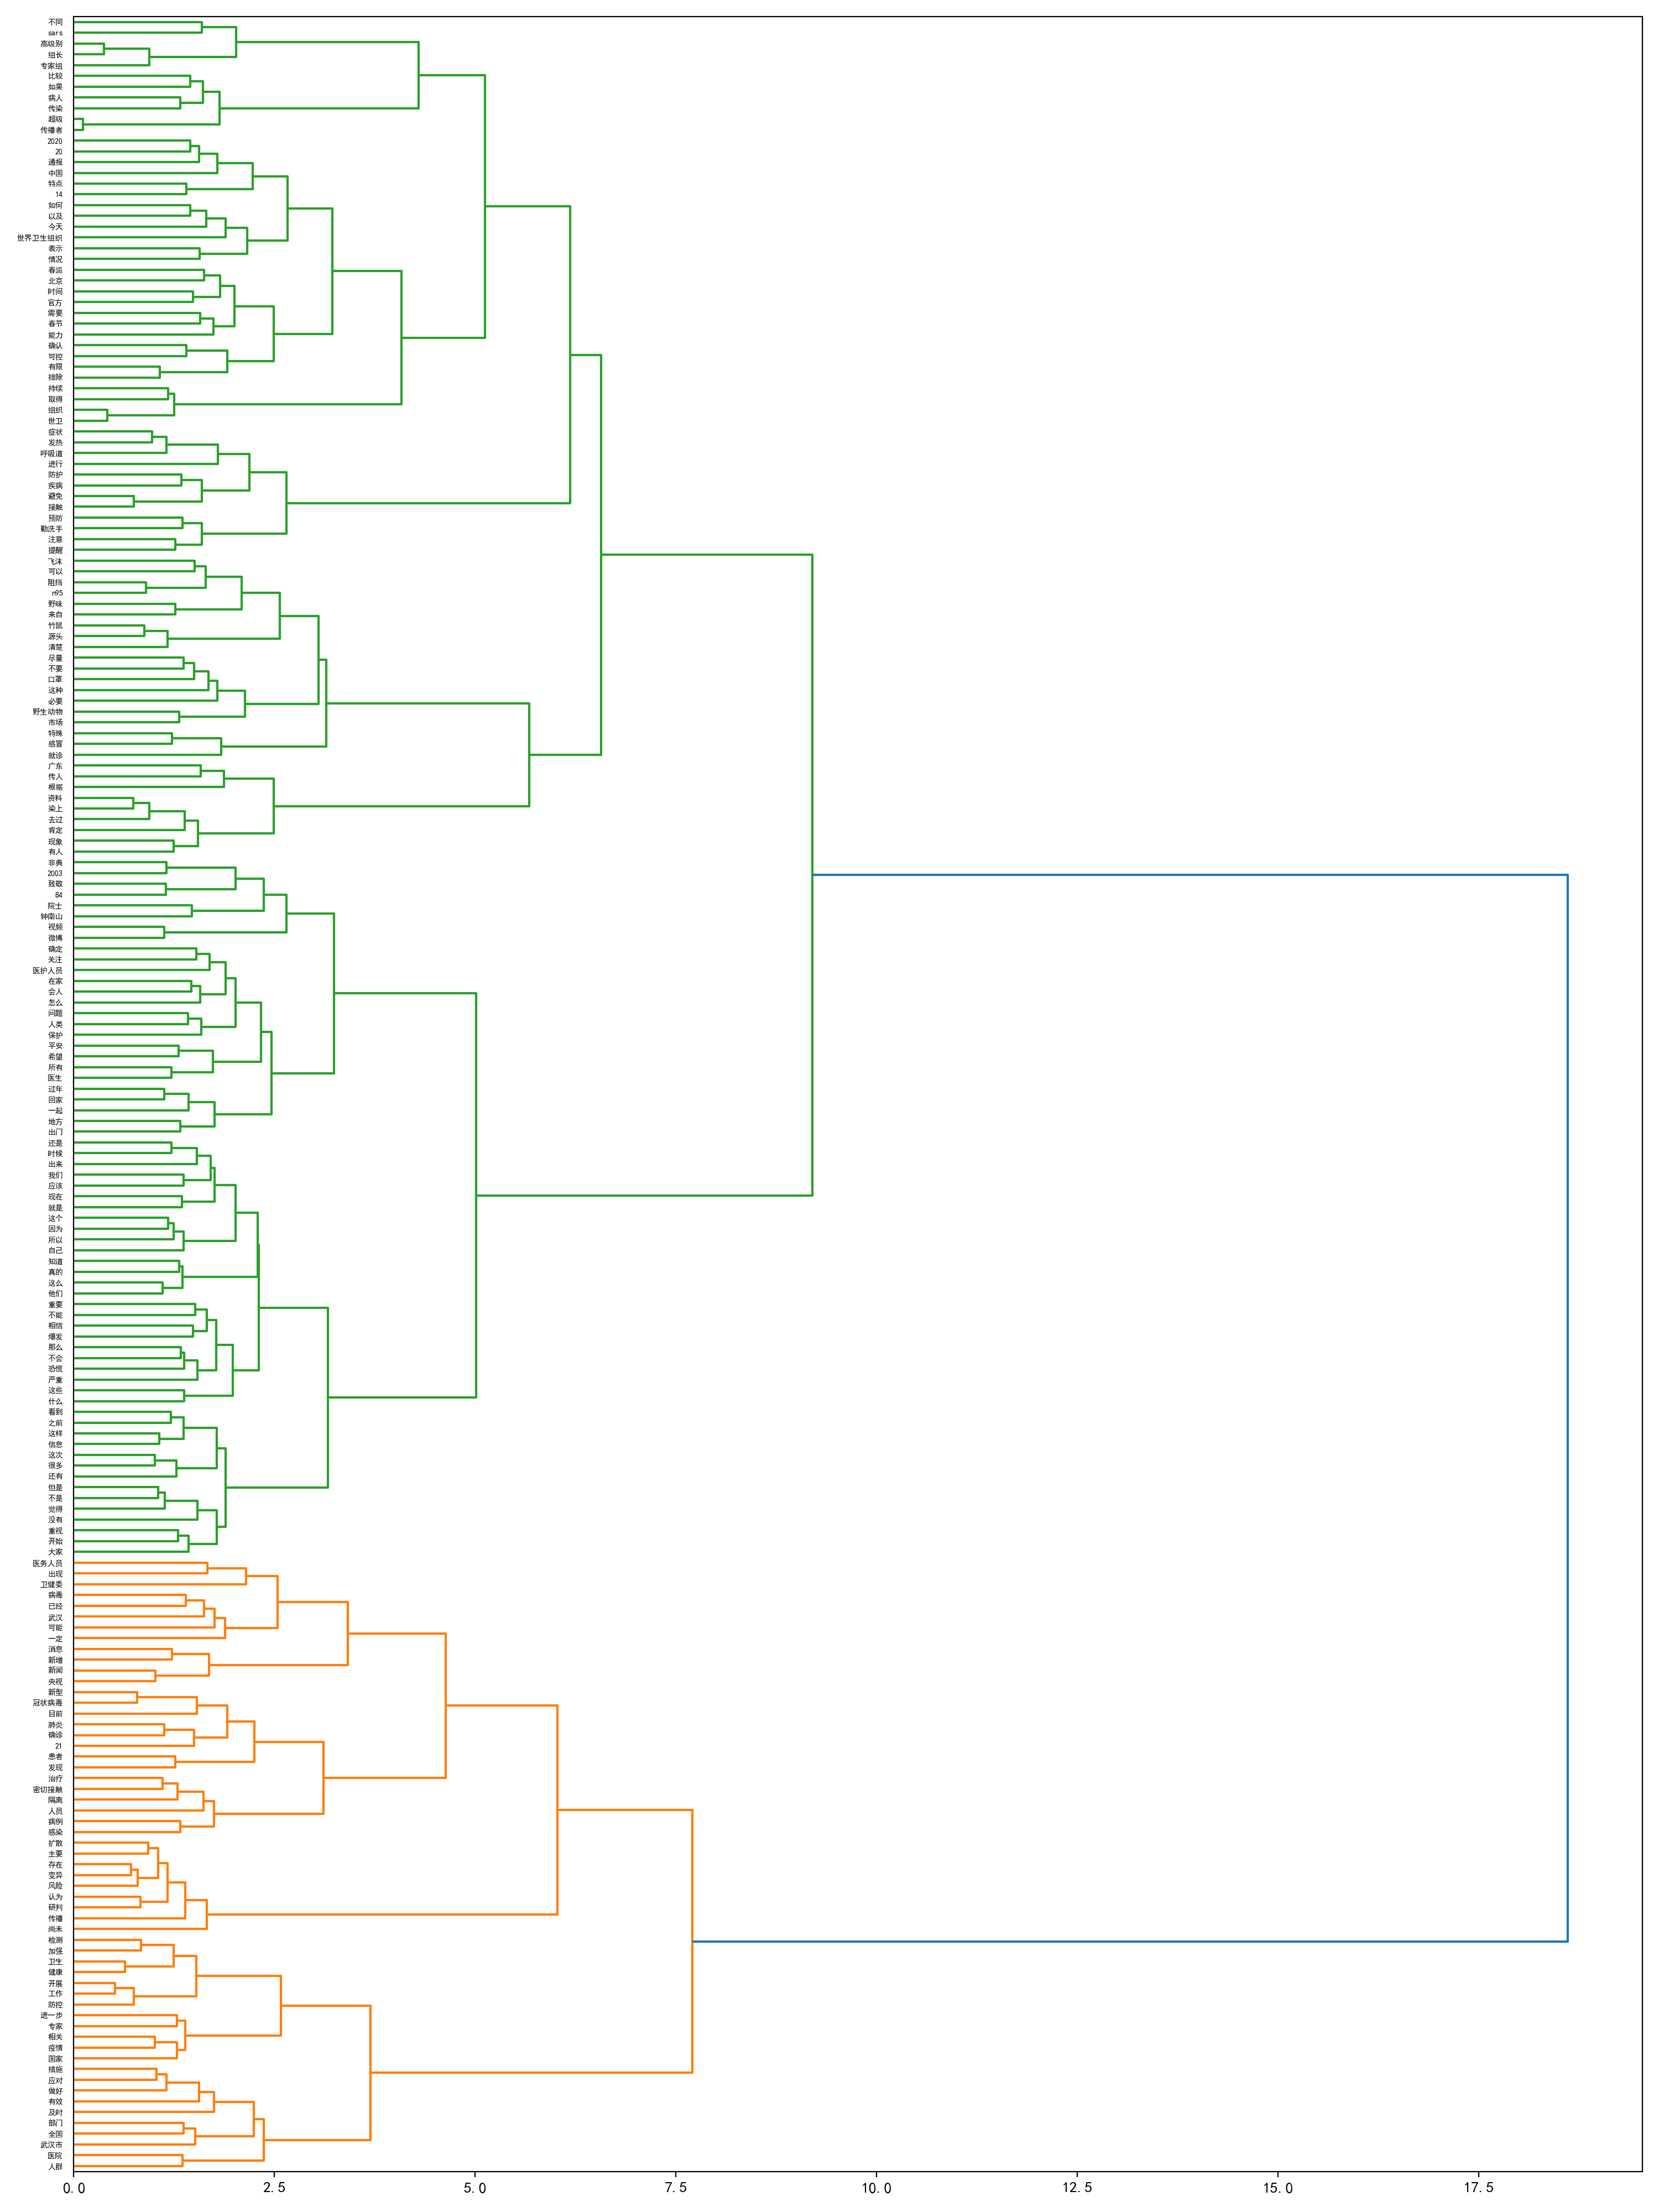 不同
sars
高级别
组长
专家组
比较
如果
病人
传染
超级
传播者
2020
20
通报
中国
特点
14
如何
以及
今天
世界卫生组织
表示
情况
春运
北京
时间
官方
需要
春节
能力
确认
可控
有限
排除
持续
取得
组织
世卫
症状
发热
呼吸道
进行
防护
疾病
避免
接触
预防
勤洗手
注意
提醒
飞沫
可以
阻挡
n95
野味
来自
竹鼠
源头
清楚
尽量
不要
口罩
这种
必要
野生动物
市场
特殊
感冒
就诊
广东
传人
根据
资料
染上
去过
肯定
现象
有人
非典
2003
致敬
84
院士
钟南山
视频
微博
确定
关注
医护人员
在家
会人
怎么
问题
人类
保护
平安
希望
所有
医生
过年
回家
一起
地方
出门
还是
时候
出来
我们
应该
现在
就是
这个
因为
所以
自己
知道
真的
这么
他们
重要
不能
相信
爆发
那么
不会
恐慌
严重
这些
什么
看到
之前
这样
信息
这次
很多
还有
但是
不是
觉得
没有
重视
开始
大家
医务人员
出现
卫健委
病毒
已经
武汉
可能
一定
消息
新增
新闻
央视
新型
冠状病毒
目前
肺炎
确诊
21
患者
发现
治疗
密切接触
隔离
人员
病例
感染
扩散
主要
存在
变异
风险
认为
研判
传播
尚未
检测
加强
卫生
健康
开展
工作
防控
进一步
专家
相关
疫情
国家
措施
应对
做好
有效
及时
部门
全国
武汉市
医院
人群
0.0 2.5 5.0 7.5 10.0 12.5 15.0 17.5